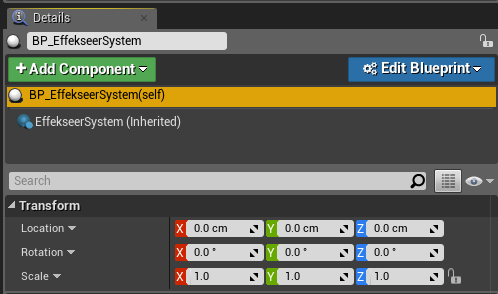 Details
BP_EffekseerSystem
+ Add Component
Edit Blueprint
BP_EffekseerSystem(self)
EffekseerSystem (Inherited)
Search
Transform
Location X 0.0 cm Y 0.0 cm Z 0.0 cm
Rotation X 0.0 ° Y 0.0 ° Z 0.0 °
Scale X 1.0 Y 1.0 Z 1.0